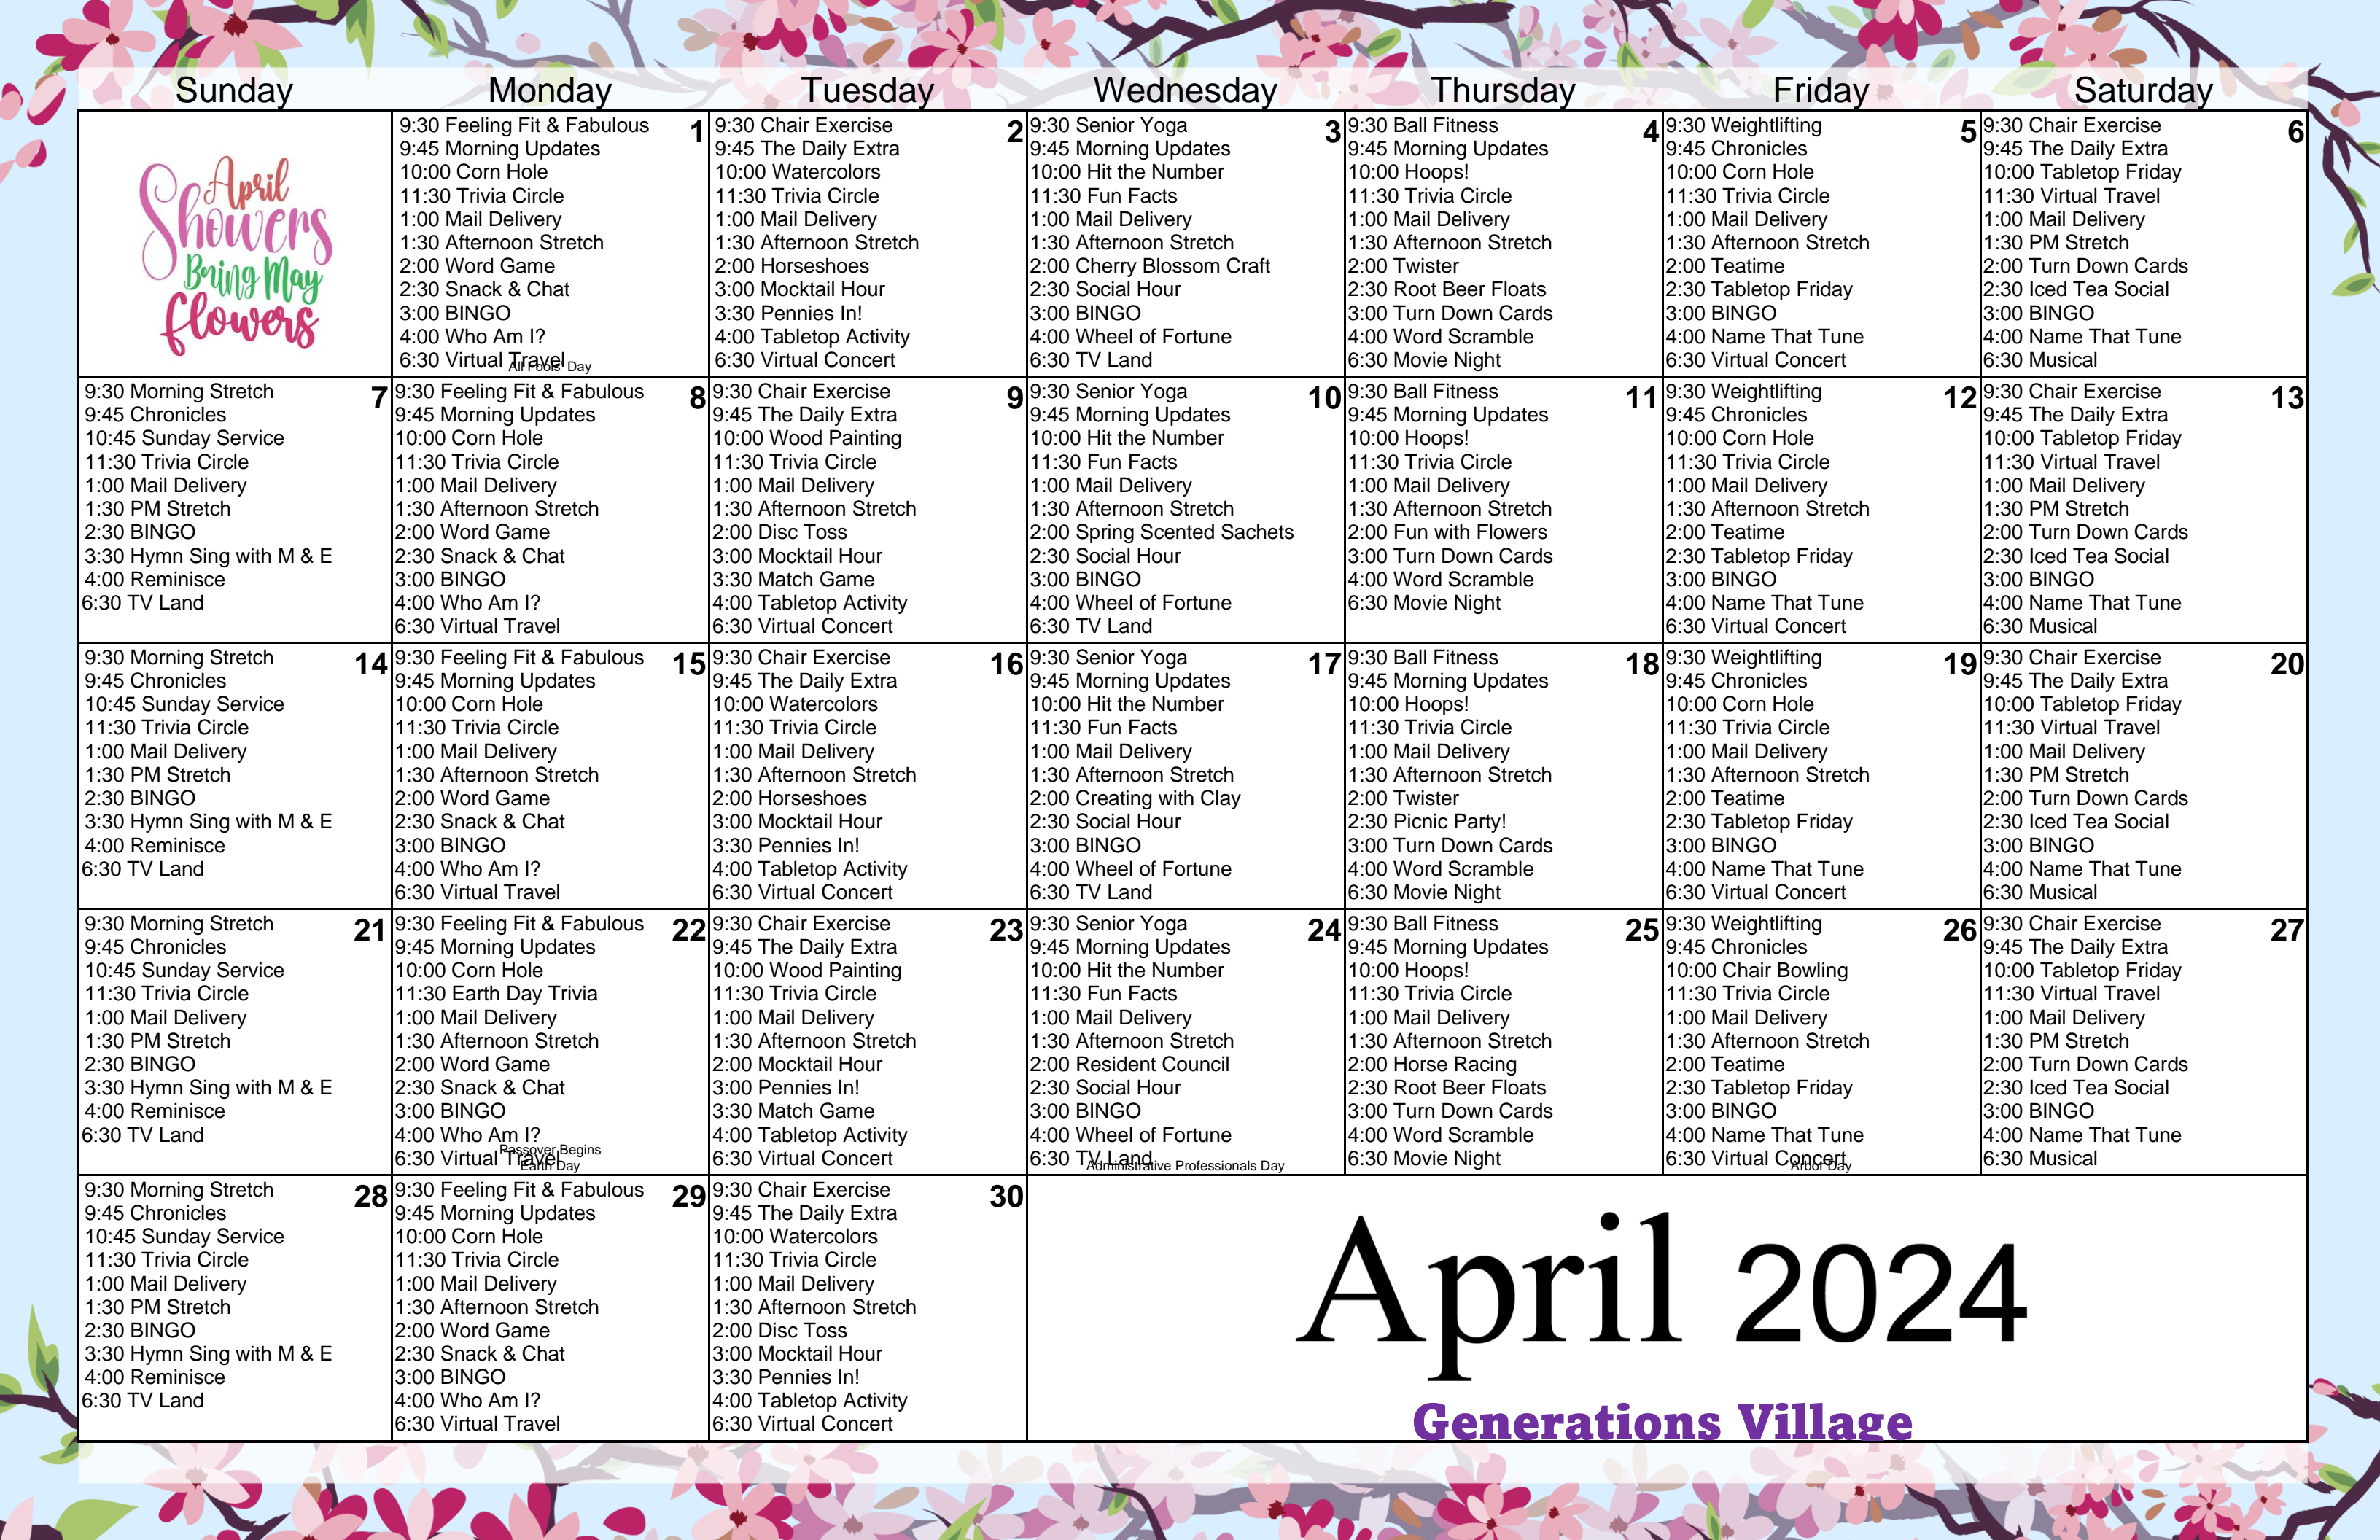 Sunday Monday Tuesday Wednesday Thursday Friday Saturday
April
Showers
Bring May
flowers
1
9:30 Feeling Fit & Fabulous
9:45 Morning Updates
10:00 Corn Hole
11:30 Trivia Circle
1:00 Mail Delivery
1:30 Afternoon Stretch
2:00 Word Game
2:30 Snack & Chat
3:00 BINGO
4:00 Who Am I?
6:30 Virtual Travel
All Fools' Day
2
9:30 Chair Exercise
9:45 The Daily Extra
10:00 Watercolors
11:30 Trivia Circle
1:00 Mail Delivery
1:30 Afternoon Stretch
2:00 Horseshoes
3:00 Mocktail Hour
3:30 Pennies In!
4:00 Tabletop Activity
6:30 Virtual Concert
3
9:30 Senior Yoga
9:45 Morning Updates
10:00 Hit the Number
11:30 Fun Facts
1:00 Mail Delivery
1:30 Afternoon Stretch
2:00 Cherry Blossom Craft
2:30 Social Hour
3:00 BINGO
4:00 Wheel of Fortune
6:30 TV Land
4
9:30 Ball Fitness
9:45 Morning Updates
10:00 Hoops!
11:30 Trivia Circle
1:00 Mail Delivery
1:30 Afternoon Stretch
2:00 Twister
2:30 Root Beer Floats
3:00 Turn Down Cards
4:00 Word Scramble
6:30 Movie Night
5
9:30 Weightlifting
9:45 Chronicles
10:00 Corn Hole
11:30 Trivia Circle
1:00 Mail Delivery
1:30 Afternoon Stretch
2:00 Teatime
2:30 Tabletop Friday
3:00 BINGO
4:00 Name That Tune
6:30 Virtual Concert
6
9:30 Chair Exercise
9:45 The Daily Extra
10:00 Tabletop Friday
11:30 Virtual Travel
1:00 Mail Delivery
1:30 PM Stretch
2:00 Turn Down Cards
2:30 Iced Tea Social
3:00 BINGO
4:00 Name That Tune
6:30 Musical
7
9:30 Morning Stretch
9:45 Chronicles
10:45 Sunday Service
11:30 Trivia Circle
1:00 Mail Delivery
1:30 PM Stretch
2:30 BINGO
3:30 Hymn Sing with M & E
4:00 Reminisce
6:30 TV Land
8
9:30 Feeling Fit & Fabulous
9:45 Morning Updates
10:00 Corn Hole
11:30 Trivia Circle
1:00 Mail Delivery
1:30 Afternoon Stretch
2:00 Word Game
2:30 Snack & Chat
3:00 BINGO
4:00 Who Am I?
6:30 Virtual Travel
9
9:30 Chair Exercise
9:45 The Daily Extra
10:00 Wood Painting
11:30 Trivia Circle
1:00 Mail Delivery
1:30 Afternoon Stretch
2:00 Disc Toss
3:00 Mocktail Hour
3:30 Match Game
4:00 Tabletop Activity
6:30 Virtual Concert
10
9:30 Senior Yoga
9:45 Morning Updates
10:00 Hit the Number
11:30 Fun Facts
1:00 Mail Delivery
1:30 Afternoon Stretch
2:00 Spring Scented Sachets
2:30 Social Hour
3:00 BINGO
4:00 Wheel of Fortune
6:30 TV Land
11
9:30 Ball Fitness
9:45 Morning Updates
10:00 Hoops!
11:30 Trivia Circle
1:00 Mail Delivery
1:30 Afternoon Stretch
2:00 Fun with Flowers
3:00 Turn Down Cards
4:00 Word Scramble
6:30 Movie Night
12
9:30 Weightlifting
9:45 Chronicles
10:00 Corn Hole
11:30 Trivia Circle
1:00 Mail Delivery
1:30 Afternoon Stretch
2:00 Teatime
2:30 Tabletop Friday
3:00 BINGO
4:00 Name That Tune
6:30 Virtual Concert
13
9:30 Chair Exercise
9:45 The Daily Extra
10:00 Tabletop Friday
11:30 Virtual Travel
1:00 Mail Delivery
1:30 PM Stretch
2:00 Turn Down Cards
2:30 Iced Tea Social
3:00 BINGO
4:00 Name That Tune
6:30 Musical
14
9:30 Morning Stretch
9:45 Chronicles
10:45 Sunday Service
11:30 Trivia Circle
1:00 Mail Delivery
1:30 PM Stretch
2:30 BINGO
3:30 Hymn Sing with M & E
4:00 Reminisce
6:30 TV Land
15
9:30 Feeling Fit & Fabulous
9:45 Morning Updates
10:00 Corn Hole
11:30 Trivia Circle
1:00 Mail Delivery
1:30 Afternoon Stretch
2:00 Word Game
2:30 Snack & Chat
3:00 BINGO
4:00 Who Am I?
6:30 Virtual Travel
16
9:30 Chair Exercise
9:45 The Daily Extra
10:00 Watercolors
11:30 Trivia Circle
1:00 Mail Delivery
1:30 Afternoon Stretch
2:00 Horseshoes
3:00 Mocktail Hour
3:30 Pennies In!
4:00 Tabletop Activity
6:30 Virtual Concert
17
9:30 Senior Yoga
9:45 Morning Updates
10:00 Hit the Number
11:30 Fun Facts
1:00 Mail Delivery
1:30 Afternoon Stretch
2:00 Creating with Clay
2:30 Social Hour
3:00 BINGO
4:00 Wheel of Fortune
6:30 TV Land
18
9:30 Ball Fitness
9:45 Morning Updates
10:00 Hoops!
11:30 Trivia Circle
1:00 Mail Delivery
1:30 Afternoon Stretch
2:00 Twister
2:30 Picnic Party!
3:00 Turn Down Cards
4:00 Word Scramble
6:30 Movie Night
19
9:30 Weightlifting
9:45 Chronicles
10:00 Corn Hole
11:30 Trivia Circle
1:00 Mail Delivery
1:30 Afternoon Stretch
2:00 Teatime
2:30 Tabletop Friday
3:00 BINGO
4:00 Name That Tune
6:30 Virtual Concert
20
9:30 Chair Exercise
9:45 The Daily Extra
10:00 Tabletop Friday
11:30 Virtual Travel
1:00 Mail Delivery
1:30 PM Stretch
2:00 Turn Down Cards
2:30 Iced Tea Social
3:00 BINGO
4:00 Name That Tune
6:30 Musical
21
9:30 Morning Stretch
9:45 Chronicles
10:45 Sunday Service
11:30 Trivia Circle
1:00 Mail Delivery
1:30 PM Stretch
2:30 BINGO
3:30 Hymn Sing with M & E
4:00 Reminisce
6:30 TV Land
22
9:30 Feeling Fit & Fabulous
9:45 Morning Updates
10:00 Corn Hole
11:30 Earth Day Trivia
1:00 Mail Delivery
1:30 Afternoon Stretch
2:00 Word Game
2:30 Snack & Chat
3:00 BINGO
4:00 Who Am I?
6:30 Virtual Travel
Passover Begins
Earth Day
23
9:30 Chair Exercise
9:45 The Daily Extra
10:00 Wood Painting
11:30 Trivia Circle
1:00 Mail Delivery
1:30 Afternoon Stretch
2:00 Mocktail Hour
3:00 Pennies In!
3:30 Match Game
4:00 Tabletop Activity
6:30 Virtual Concert
24
9:30 Senior Yoga
9:45 Morning Updates
10:00 Hit the Number
11:30 Fun Facts
1:00 Mail Delivery
1:30 Afternoon Stretch
2:00 Resident Council
2:30 Social Hour
3:00 BINGO
4:00 Wheel of Fortune
6:30 TV Land
Administrative Professionals Day
25
9:30 Ball Fitness
9:45 Morning Updates
10:00 Hoops!
11:30 Trivia Circle
1:00 Mail Delivery
1:30 Afternoon Stretch
2:00 Horse Racing
2:30 Root Beer Floats
3:00 Turn Down Cards
4:00 Word Scramble
6:30 Movie Night
26
9:30 Weightlifting
9:45 Chronicles
10:00 Chair Bowling
11:30 Trivia Circle
1:00 Mail Delivery
1:30 Afternoon Stretch
2:00 Teatime
2:30 Tabletop Friday
3:00 BINGO
4:00 Name That Tune
6:30 Virtual Concert
Arbor Day
27
9:30 Chair Exercise
9:45 The Daily Extra
10:00 Tabletop Friday
11:30 Virtual Travel
1:00 Mail Delivery
1:30 PM Stretch
2:00 Turn Down Cards
2:30 Iced Tea Social
3:00 BINGO
4:00 Name That Tune
6:30 Musical
28
9:30 Morning Stretch
9:45 Chronicles
10:45 Sunday Service
11:30 Trivia Circle
1:00 Mail Delivery
1:30 PM Stretch
2:30 BINGO
3:30 Hymn Sing with M & E
4:00 Reminisce
6:30 TV Land
29
9:30 Feeling Fit & Fabulous
9:45 Morning Updates
10:00 Corn Hole
11:30 Trivia Circle
1:00 Mail Delivery
1:30 Afternoon Stretch
2:00 Word Game
2:30 Snack & Chat
3:00 BINGO
4:00 Who Am I?
6:30 Virtual Travel
30
9:30 Chair Exercise
9:45 The Daily Extra
10:00 Watercolors
11:30 Trivia Circle
1:00 Mail Delivery
1:30 Afternoon Stretch
2:00 Disc Toss
3:00 Mocktail Hour
3:30 Pennies In!
4:00 Tabletop Activity
6:30 Virtual Concert
April 2024
Generations Village